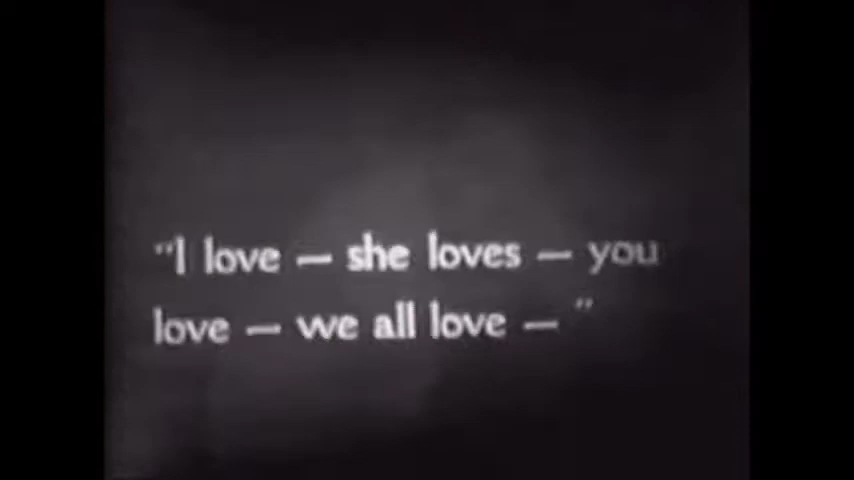 "I love — she loves — you
love — we all love — "